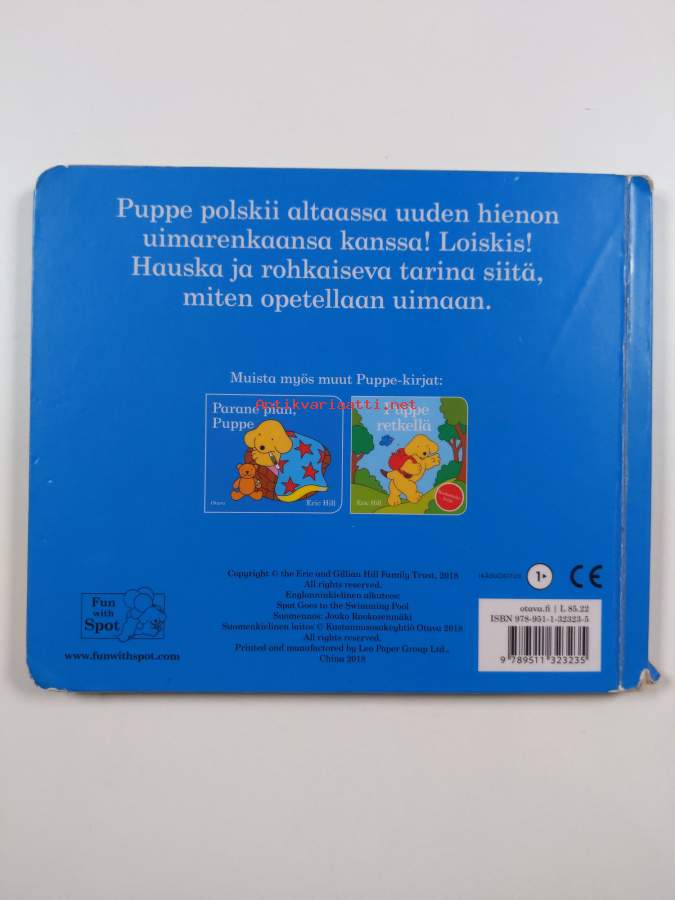 Puppe polskii altaassa uuden hienon
uimarenkaansa kanssa! Loiskis!
Hauska ja rohkaiseva tarina siitä,
miten opetellaan uimaan.
Muista myös muut Puppe-kirjat:
Antikvariaatti.net
Parane pian,
Puppe
Otava
Eric Hill
Puppe
retkellä
Eric Hill
Copyright © the Eric and Gillian Hill Family Trust, 2018
All rights reserved.
Englanninkielinen alkuteos:
Spot Goes to the Swimming Pool
Suomennos: Jouko Ruokosenmäki
Suomenkielinen laitos © Kustannusosakeyhtiö Otava 2018
All rights reserved.
Printed and manufactured by Leo Paper Group Ltd.,
China 2018
Fun
with
Spot
www.funwithspot.com
IKÄSUOSITUS
1
CE
otava.fi | L 85.22
ISBN 978-951-1-32323-5
9 789511 323235